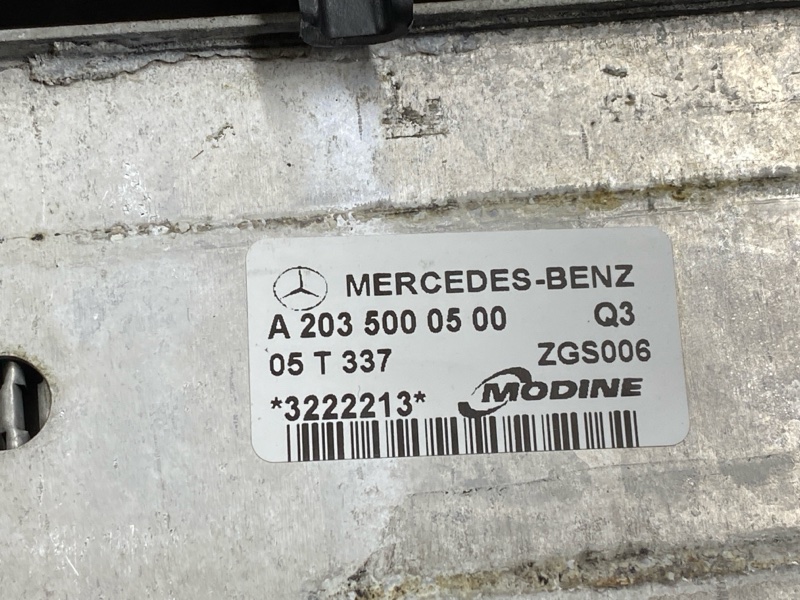 MERCEDES-BENZ
A 203 500 05 00 Q3
05 T 337 ZGS006
*3222213* MODINE